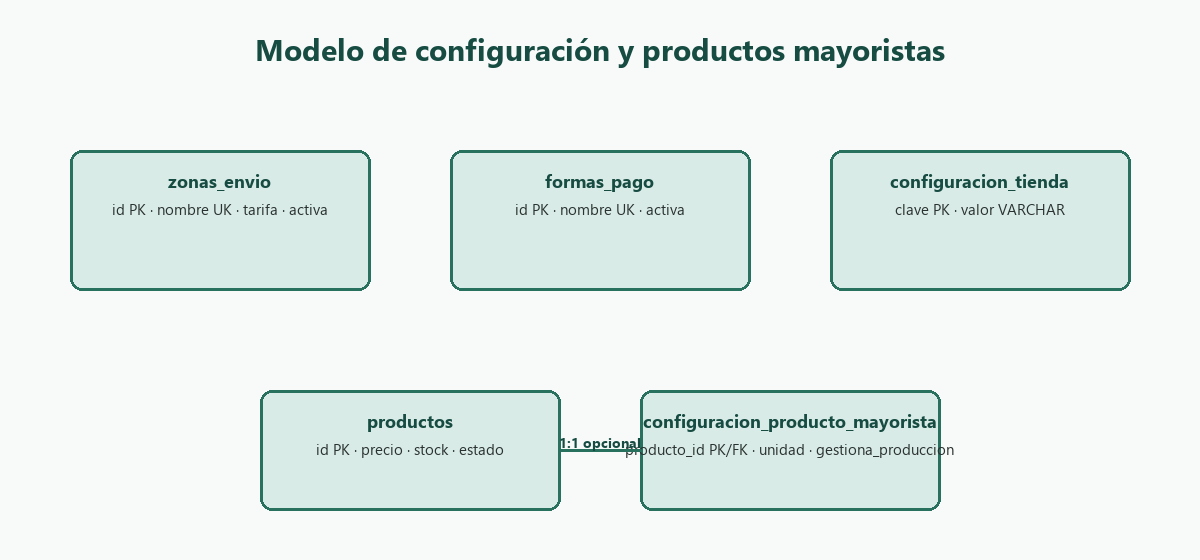 Modelo de configuración y productos mayoristas
zonas_envio
id PK · nombre UK · tarifa · activa
formas_pago
id PK · nombre UK · activa
configuracion_tienda
clave PK · valor VARCHAR
productos
id PK · precio · stock · estado
1:1 opcional
configuracion_producto_mayorista
producto_id PK/FK · unidad · gestiona_produccion